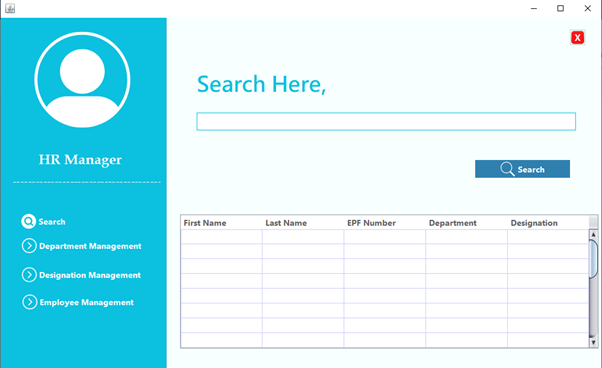 X
Search Here,
HR Manager
Search
Search
Department Management
Designation Management
Employee Management
First Name Last Name EPF Number Department Designation